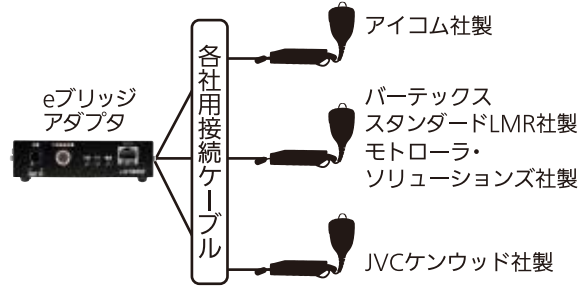 eブリッジ
アダプタ
各社用接続ケーブル
アイコム社製
バーテックス
スタンダードLMR社製
モトローラ・
ソリューションズ社製
JVCケンウッド社製